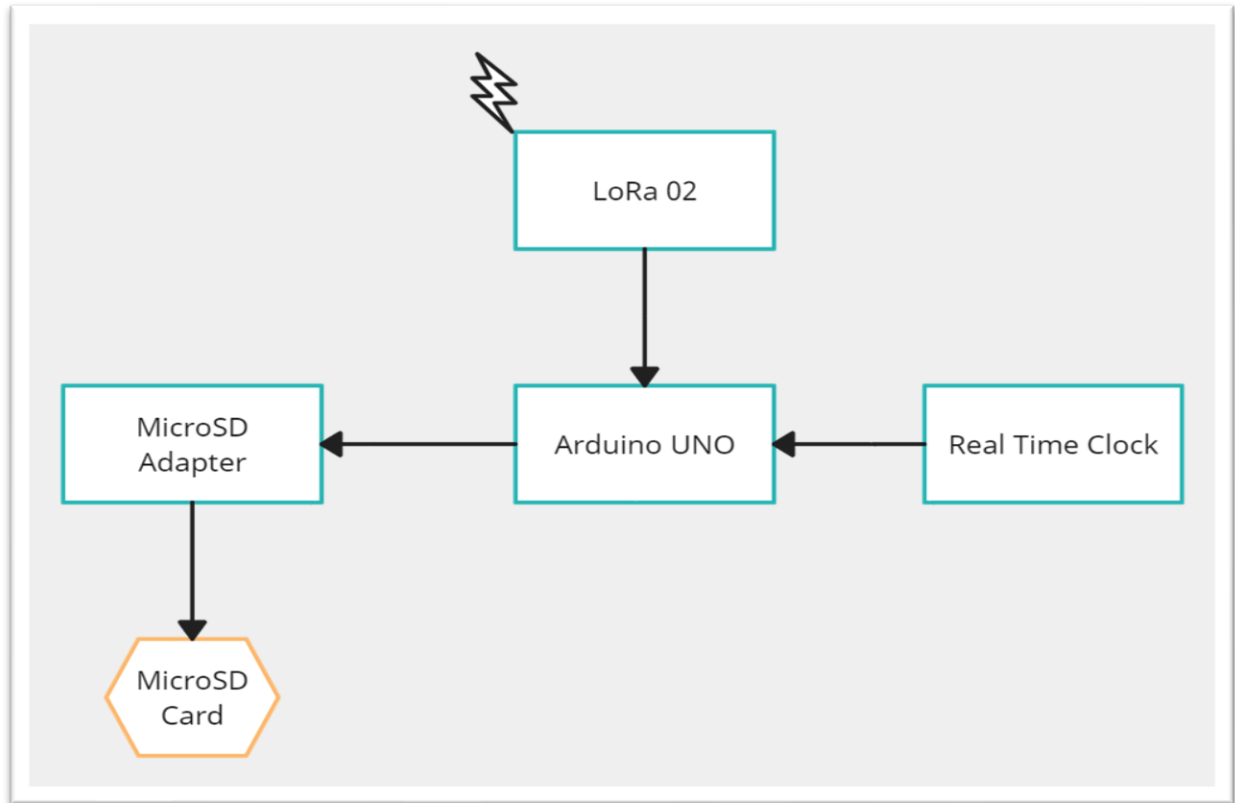 LoRa 02
MicroSD
Adapter
Arduino UNO
Real Time Clock
MicroSD
Card